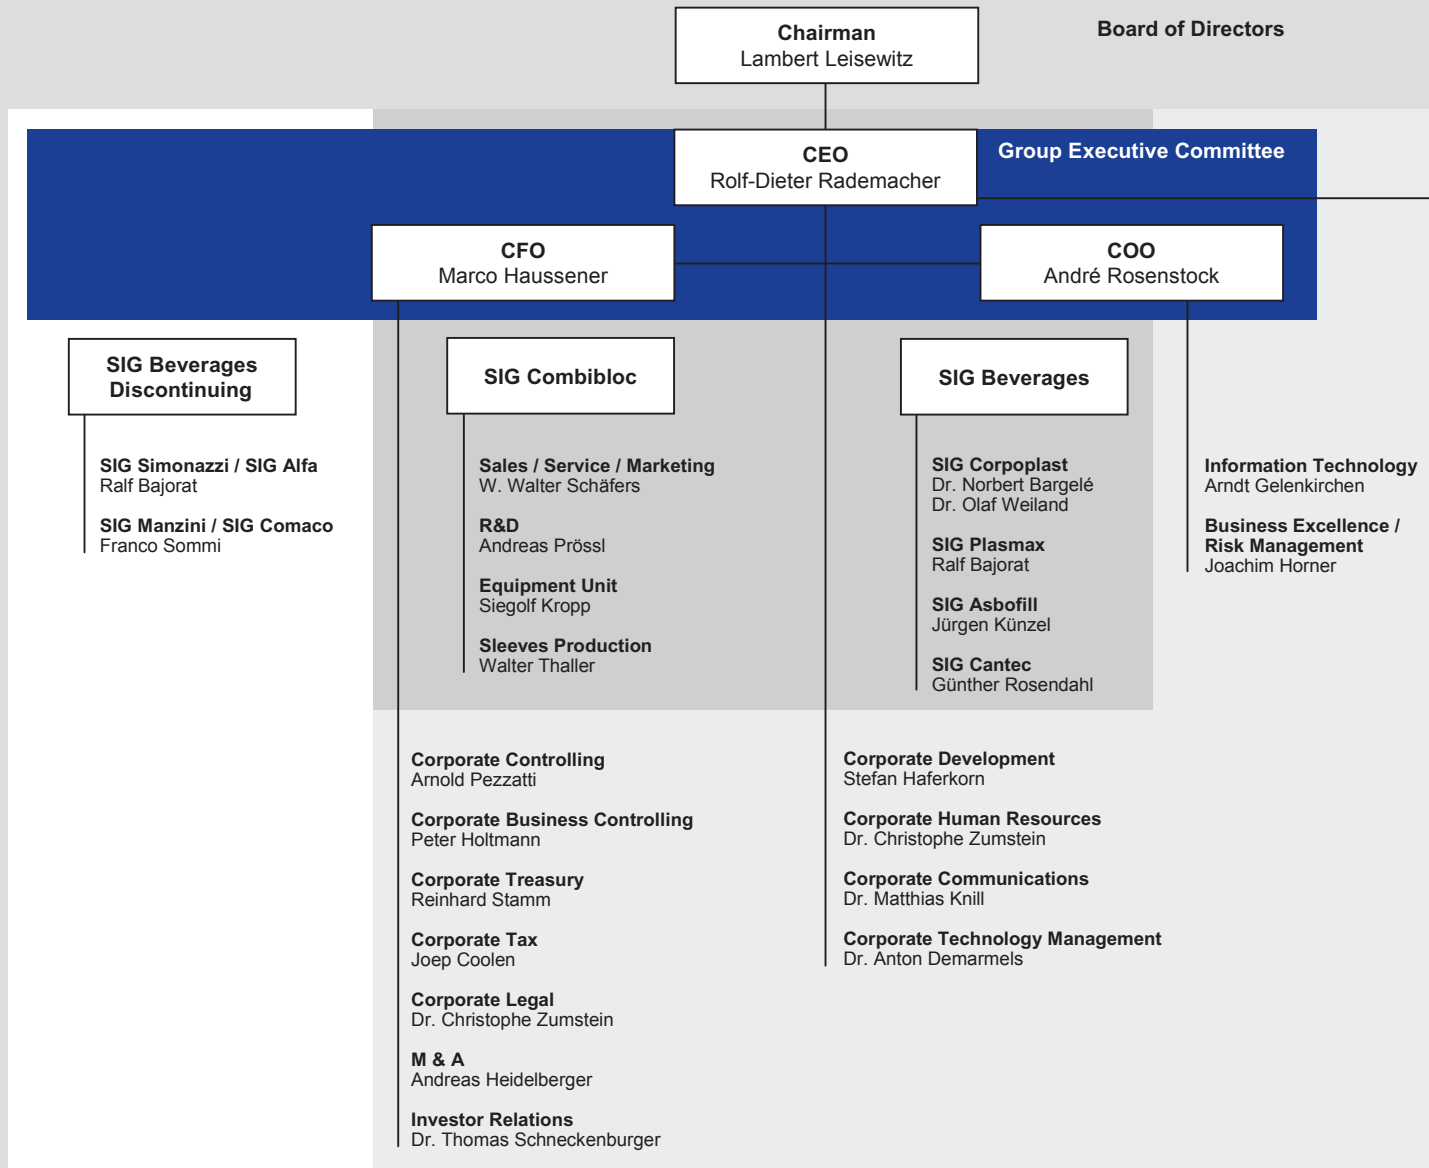 Chairman
Lambert Leisewitz
Board of Directors
CEO
Rolf-Dieter Rademacher
Group Executive Committee
CFO
Marco Haussener
COO
André Rosenstock
SIG Beverages
Discontinuing
SIG Simonazzi / SIG Alfa
Ralf Bajorat
SIG Manzini / SIG Comaco
Franco Sommi
SIG Combibloc
Sales / Service / Marketing
W. Walter Schäfers
R&D
Andreas Prössl
Equipment Unit
Siegolf Kropp
Sleeves Production
Walter Thaller
SIG Beverages
SIG Corpoplast
Dr. Norbert Bargelé
Dr. Olaf Weiland
SIG Plasmax
Ralf Bajorat
SIG Asbofill
Jürgen Künzel
SIG Cantec
Günther Rosendahl
Information Technology
Arndt Gelenkirchen
Business Excellence /
Risk Management
Joachim Horner
Corporate Controlling
Arnold Pezzatti
Corporate Business Controlling
Peter Holtmann
Corporate Treasury
Reinhard Stamm
Corporate Tax
Joep Coolen
Corporate Legal
Dr. Christophe Zumstein
M & A
Andreas Heidelberger
Investor Relations
Dr. Thomas Schneckenburger
Corporate Development
Stefan Haferkorn
Corporate Human Resources
Dr. Christophe Zumstein
Corporate Communications
Dr. Matthias Knill
Corporate Technology Management
Dr. Anton Demarmels